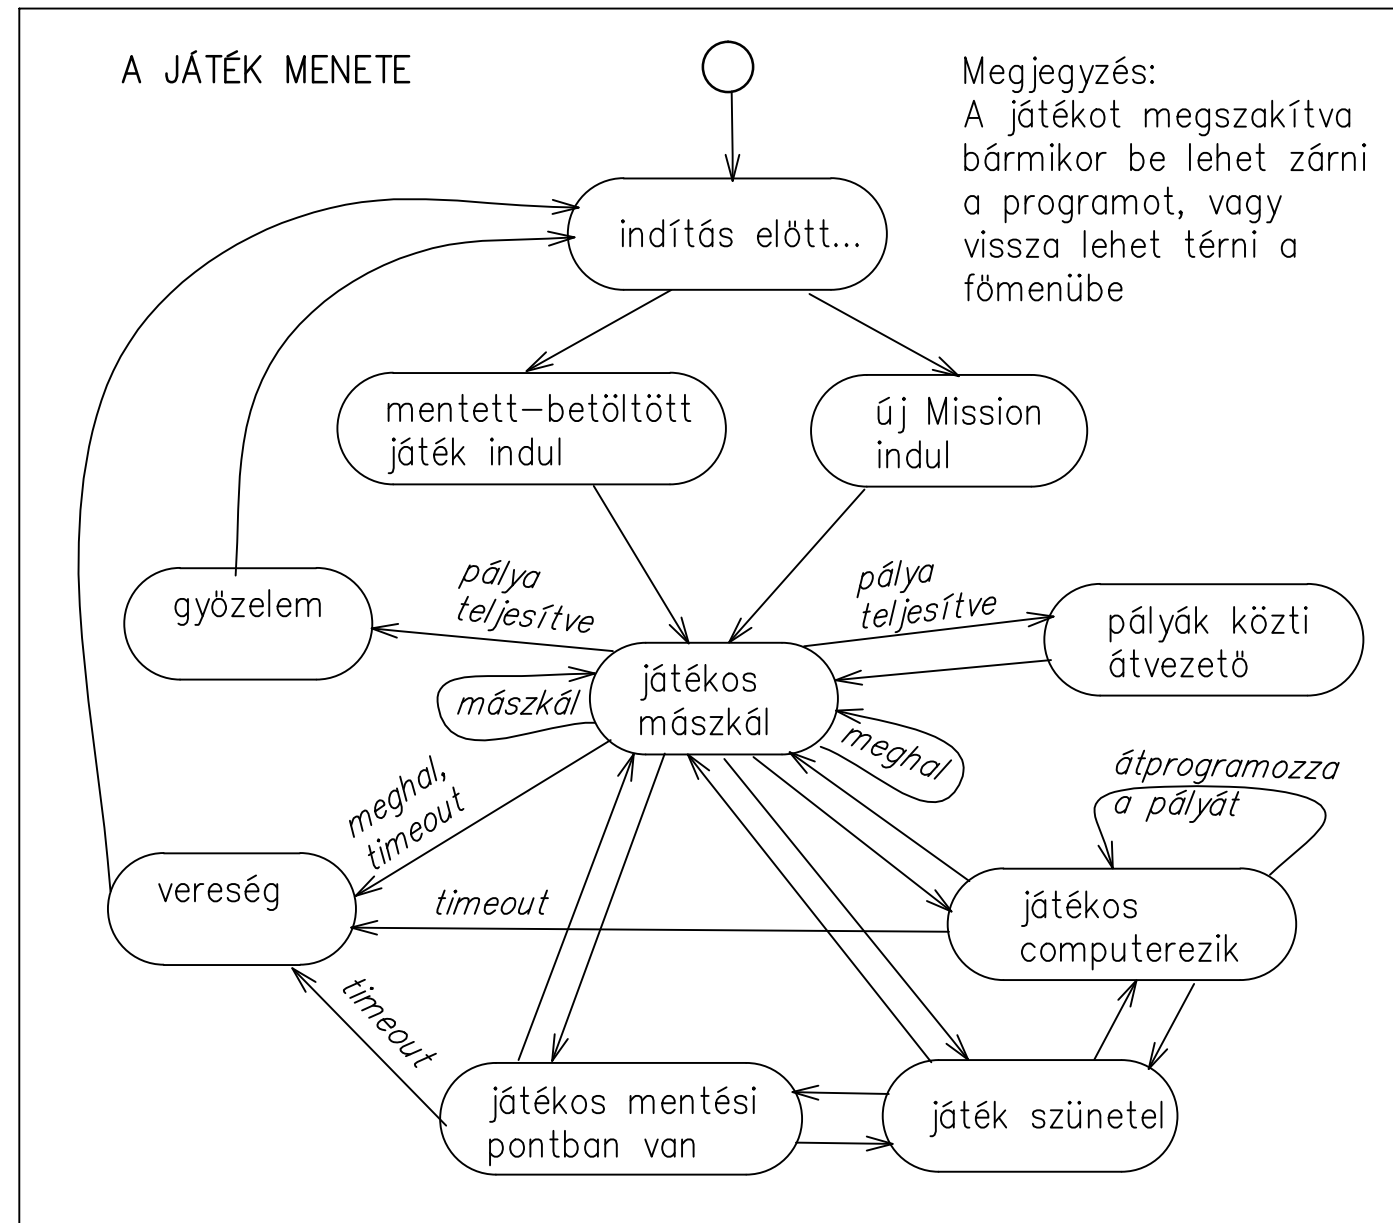 A JÁTÉK MENETE
Megjegyzés:
A játékot megszakítva
bármikor be lehet zárni
a programot, vagy
vissza lehet térni a
fömenübe
indítás elött...
mentett-betöltött
játék indul
új Mission
indul
pálya
teljesítve
pálya
teljesítve
gyözelem
pályák közti
átvezetö
játékos
mászkál
mászkál
meghal
meghal,
timeout
átprogramozza
a pályát
vereség
timeout
játékos
computerezik
timeout
játékos mentési
pontban van
játék szünetel